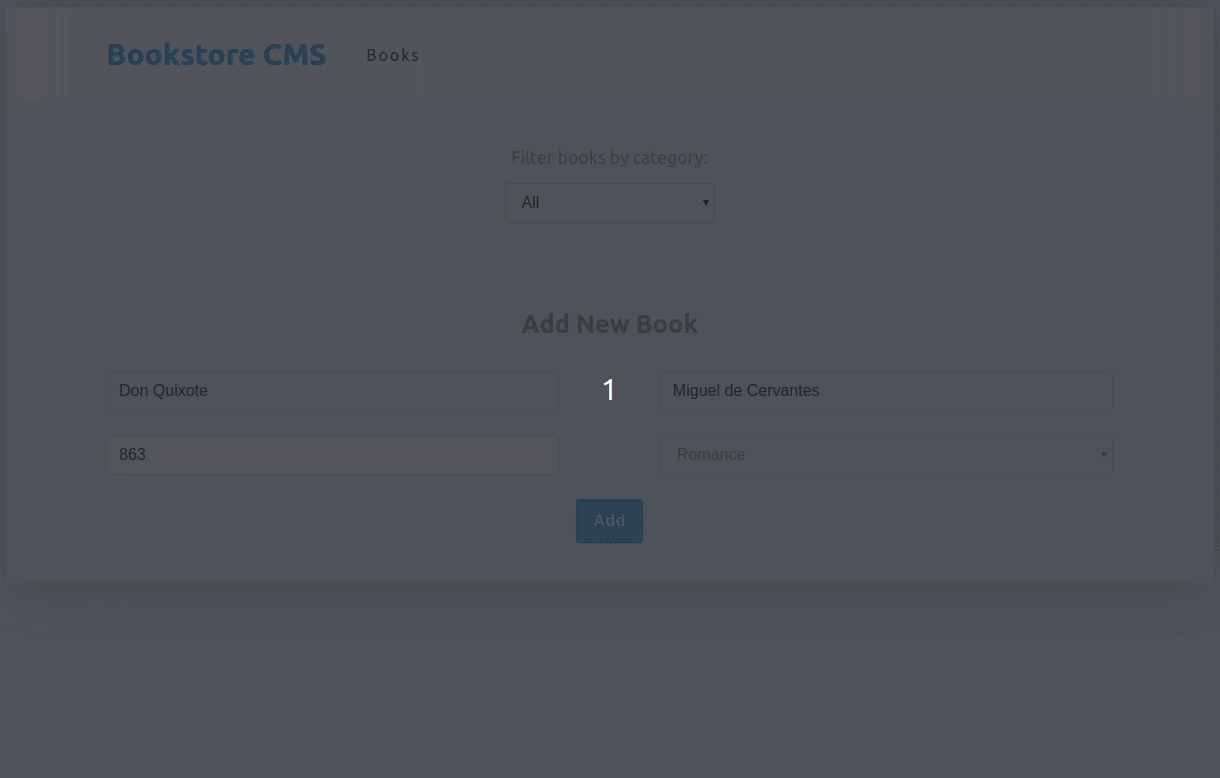 Bookstore CMS Books
Filter books by category:
All
Add New Book
Don Quixote 1 Miguel de Cervantes
863 Romance
Add